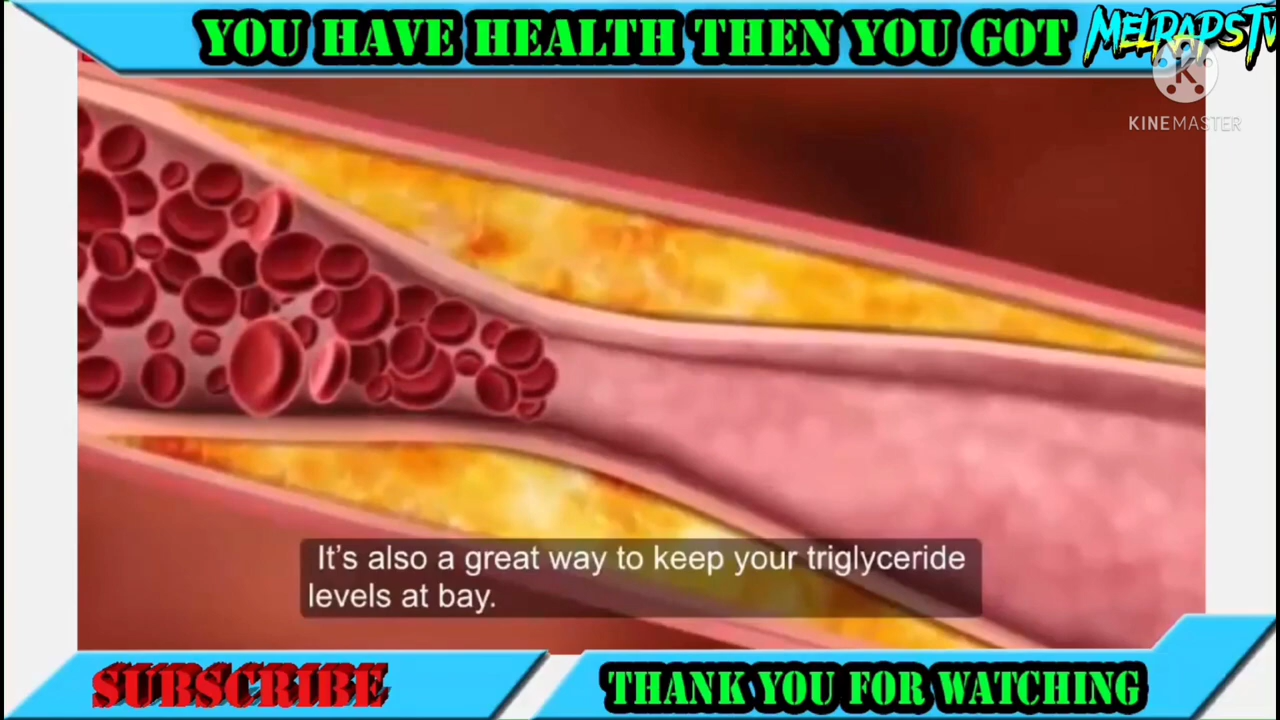 YOU HAVE HEALTH THEN YOU GOT
MELRAPSTV
K
KINEMASTER
It's also a great way to keep your triglyceride
levels at bay.
SUBSCRIBE
THANK YOU FOR WATCHING